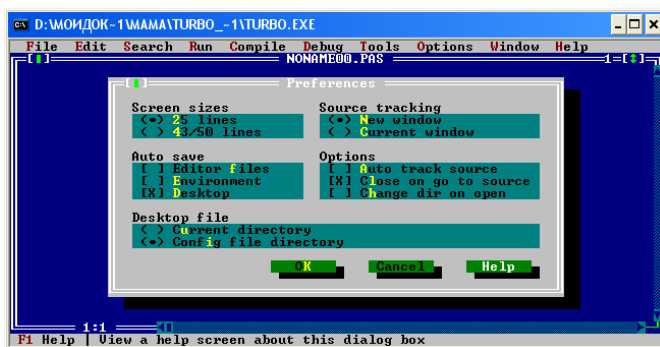 D:\МОИДОК~1\МАМА\TURBO_~1\TURBO.EXE
File Edit Search Run Compile Debug Tools Options Window Help
[■] NONAME00.PAS 1=[↕]
[■] Preferences
Screen sizes Source tracking
(•) 25 lines (•) New window
( ) 43/50 lines ( ) Current window
Auto save Options
[ ] Editor files [ ] Auto track source
[ ] Environment [X] Close on go to source
[X] Desktop [ ] Change dir on open
Desktop file
( ) Current directory
(•) Config file directory
OK Cancel Help
1:1
F1 Help | View a help screen about this dialog box